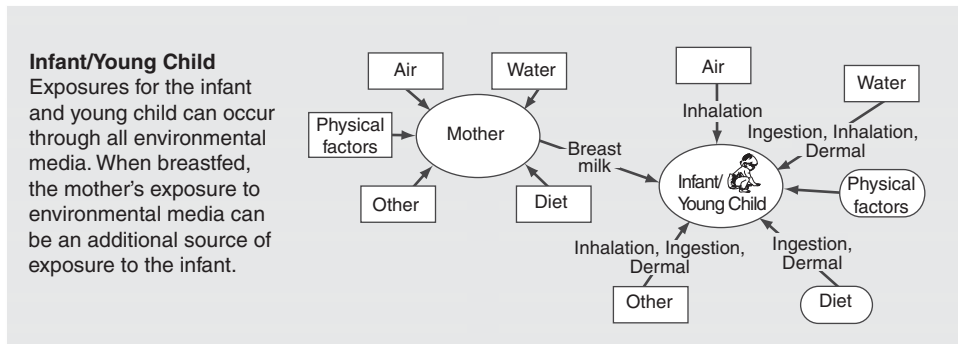 Infant/Young Child
Exposures for the infant
and young child can occur
through all environmental
media. When breastfed,
the mother's exposure to
environmental media can
be an additional source of
exposure to the infant.
Air
Water
Physical
factors
Mother
Other
Diet
Breast
milk
Air
Inhalation
Water
Ingestion, Inhalation,
Dermal
Infant/
Young Child
Physical
factors
Inhalation, Ingestion,
Dermal
Other
Ingestion,
Dermal
Diet